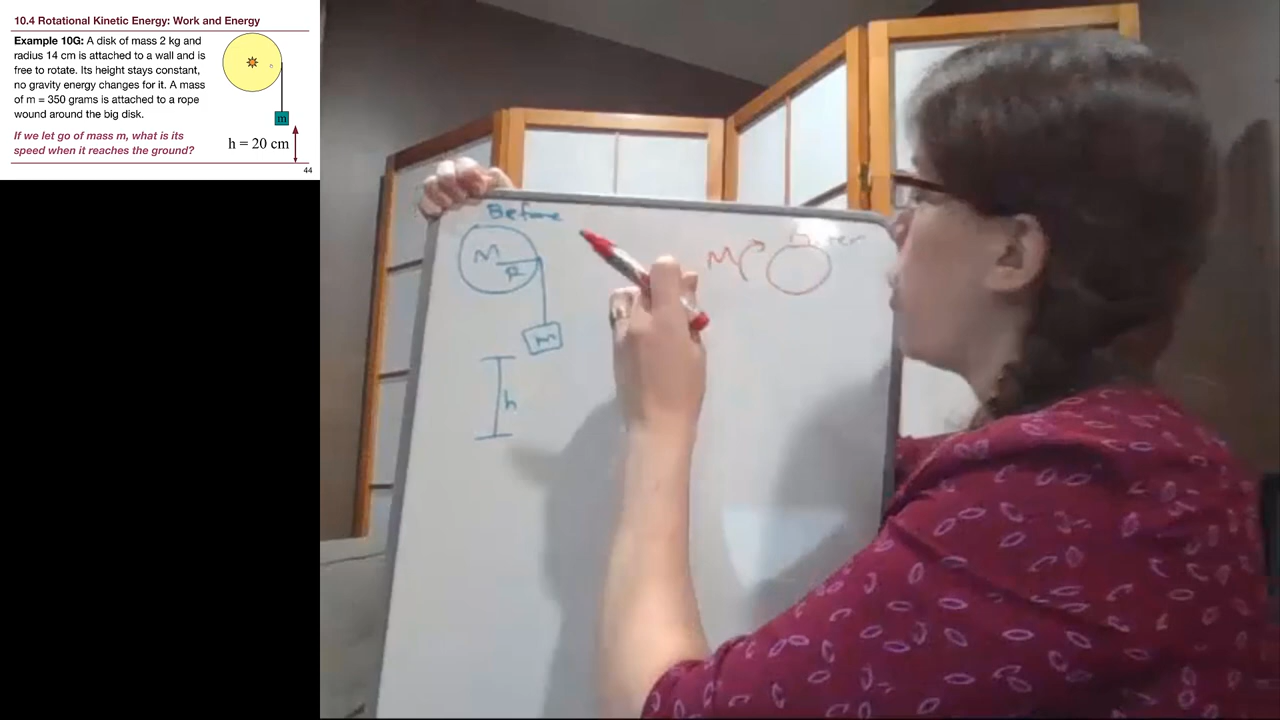 10.4 Rotational Kinetic Energy: Work and Energy
Example 10G: A disk of mass 2 kg and
radius 14 cm is attached to a wall and is
free to rotate. Its height stays constant,
no gravity energy changes for it. A mass
of m = 350 grams is attached to a rope
wound around the big disk.
If we let go of mass m, what is its
speed when it reaches the ground?
m
h = 20 cm
44
Before
M
R
m
h
M